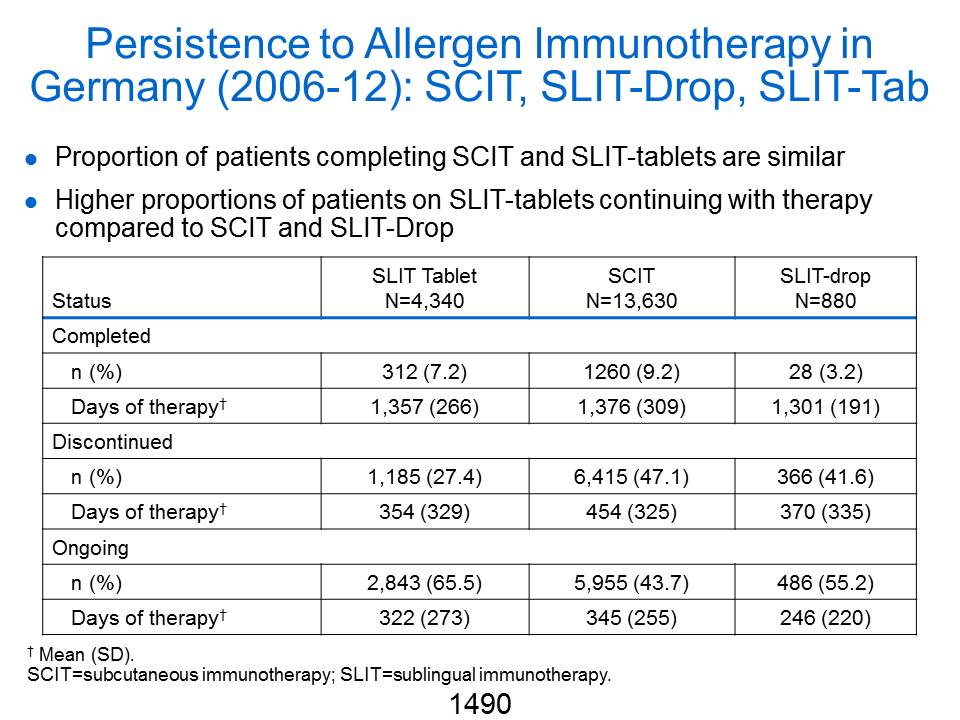 Persistence to Allergen Immunotherapy in
Germany (2006-12): SCIT, SLIT-Drop, SLIT-Tab
● Proportion of patients completing SCIT and SLIT-tablets are similar
● Higher proportions of patients on SLIT-tablets continuing with therapy
compared to SCIT and SLIT-Drop
Status SLIT Tablet N=4,340 SCIT N=13,630 SLIT-drop N=880
Completed
n (%) 312 (7.2) 1260 (9.2) 28 (3.2)
Days of therapy† 1,357 (266) 1,376 (309) 1,301 (191)
Discontinued
n (%) 1,185 (27.4) 6,415 (47.1) 366 (41.6)
Days of therapy† 354 (329) 454 (325) 370 (335)
Ongoing
n (%) 2,843 (65.5) 5,955 (43.7) 486 (55.2)
Days of therapy† 322 (273) 345 (255) 246 (220)
† Mean (SD).
SCIT=subcutaneous immunotherapy; SLIT=sublingual immunotherapy.
1490